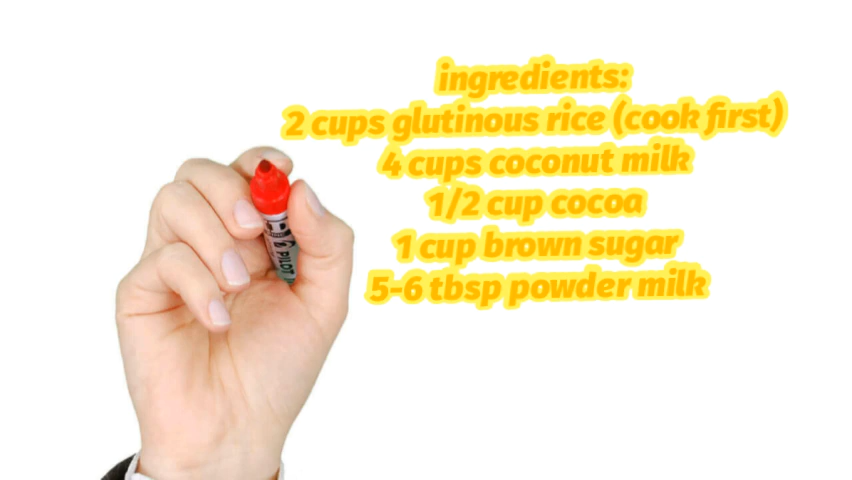 ingredients:
2 cups glutinous rice (cook first)
4 cups coconut milk
1/2 cup cocoa
1 cup brown sugar
5-6 tbsp powder milk
PILOT